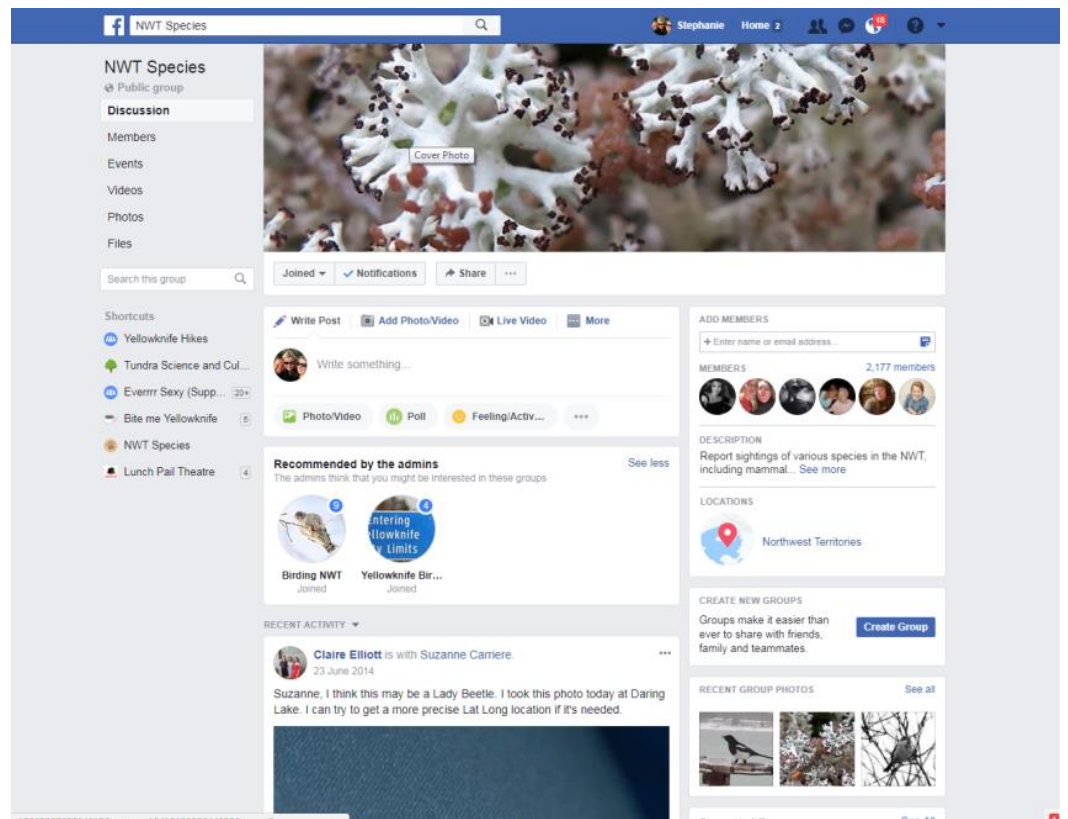 NWT Species
Stephanie
Home 2
18
NWT Species
Public group
Discussion
Members
Events
Videos
Photos
Files
Search this group
Shortcuts
Yellowknife Hikes
Tundra Science and Cul...
Everrr Sexy (Supp... 20+
Bite me Yellowknife
NWT Species
Lunch Pail Theatre 4
Cover Photo
Joined
Notifications
Share
Write Post
Add Photo/Video
Live Video
More
Write something...
Photo/Video
Poll
Feeling/Activ...
Recommended by the admins
See less
The admins think that you might be interested in these groups
9
4
Entering
Yellowknife
Limits
Birding NWT
Joined
Yellowknife Bir...
Joined
RECENT ACTIVITY
Claire Elliott is with Suzanne Carriere.
23 June 2014
Suzanne, I think this may be a Lady Beetle. I took this photo today at Daring
Lake. I can try to get a more precise Lat Long location if it's needed.
ADD MEMBERS
+ Enter name or email address...
MEMBERS
2,177 members
DESCRIPTION
Report sightings of various species in the NWT,
including mammal... See more
LOCATIONS
Northwest Territories
CREATE NEW GROUPS
Groups make it easier than
ever to share with friends,
family and teammates.
Create Group
RECENT GROUP PHOTOS
See all